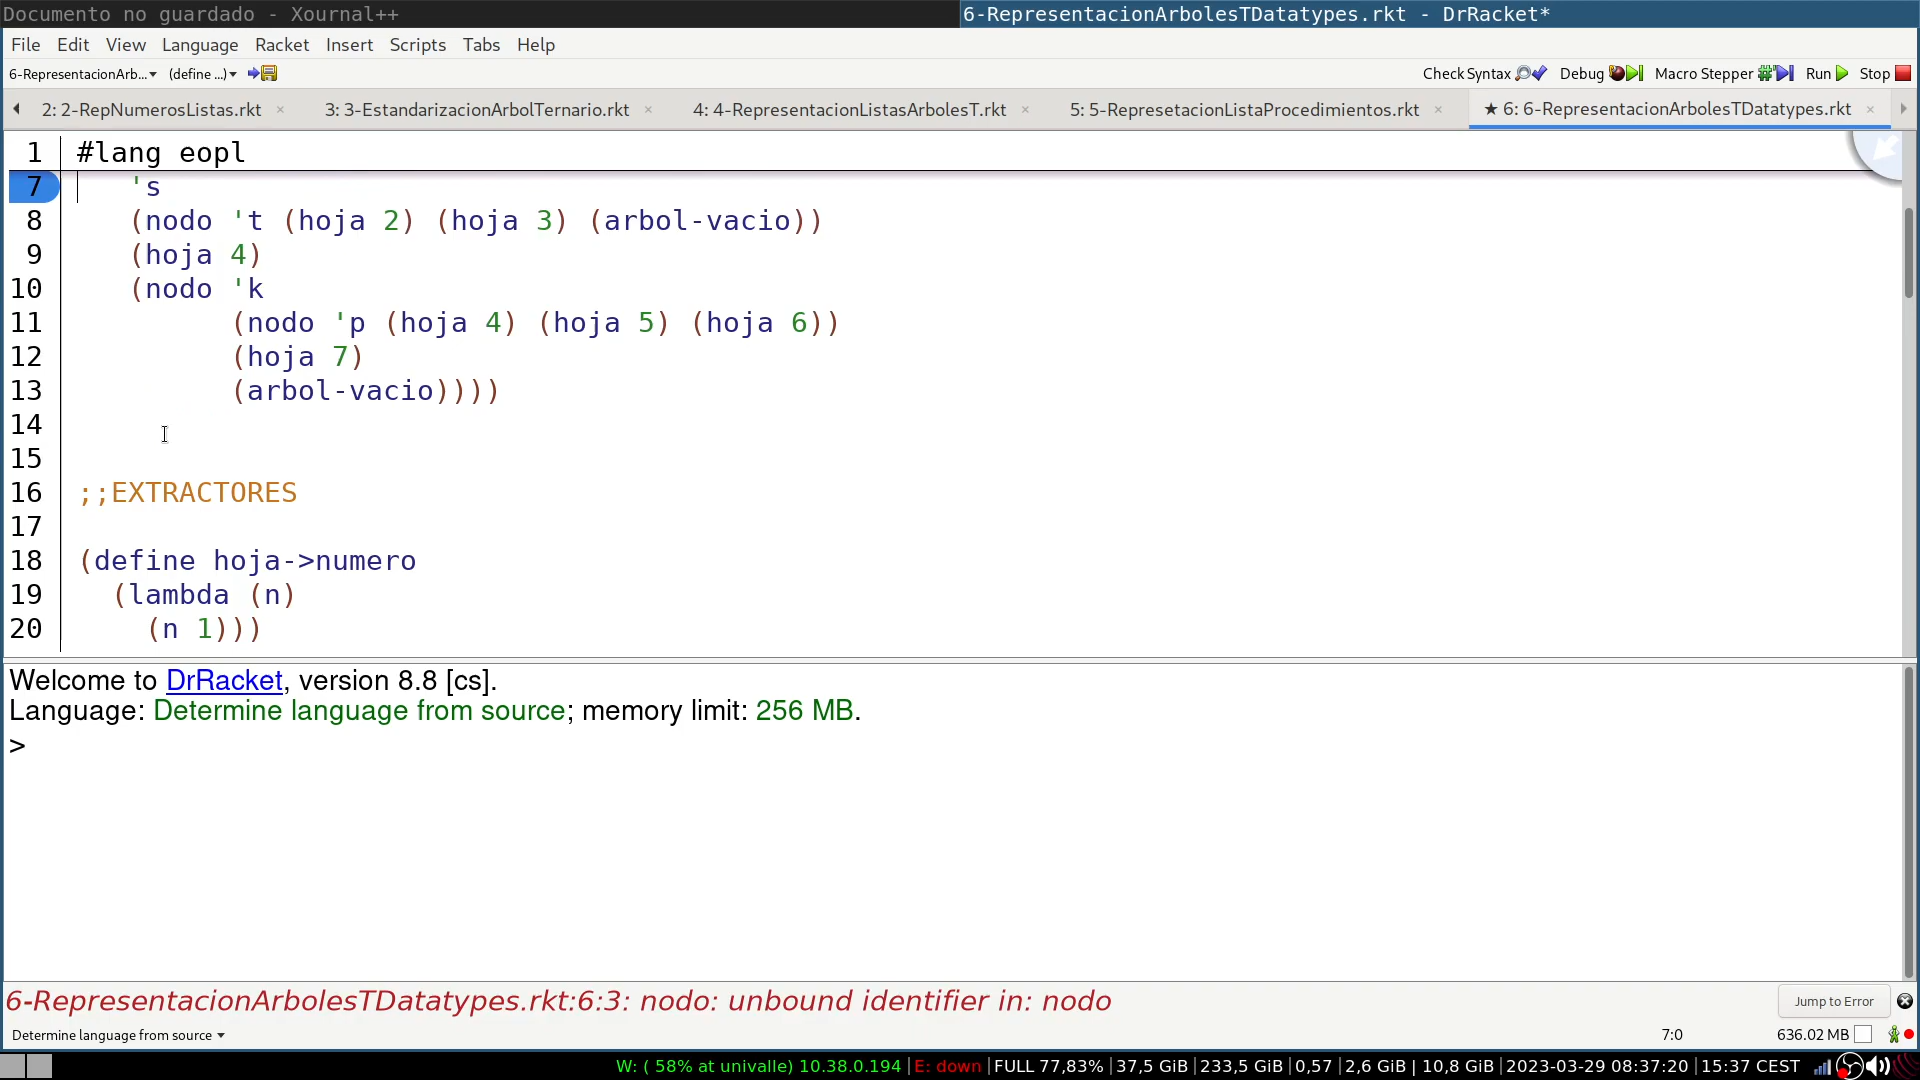 Documento no guardado - Xournal++
6-RepresentacionArbolesTDatatypes.rkt - DrRacket*
File Edit View Language Racket Insert Scripts Tabs Help
6-RepresentacionArb... (define ...) Check Syntax Debug Macro Stepper Run Stop
2: 2-RepNumerosListas.rkt 3: 3-EstandarizacionArbolTernario.rkt 4: 4-RepresentacionListasArbolesT.rkt 5: 5-RepresetacionListaProcedimientos.rkt ★ 6: 6-RepresentacionArbolesTDatatypes.rkt
1 #lang eopl
7 's
8 (nodo 't (hoja 2) (hoja 3) (arbol-vacio))
9 (hoja 4)
10 (nodo 'k
11 (nodo 'p (hoja 4) (hoja 5) (hoja 6))
12 (hoja 7)
13 (arbol-vacio))))
14
15
16 ;;EXTRACTORES
17
18 (define hoja->numero
19 (lambda (n)
20 (n 1)))
Welcome to DrRacket, version 8.8 [cs].
Language: Determine language from source; memory limit: 256 MB.
>
6-RepresentacionArbolesTDatatypes.rkt:6:3: nodo: unbound identifier in: nodo
Jump to Error
Determine language from source 7:0 636.02 MB
W: ( 58% at univalle) 10.38.0.194 |E: down |FULL 77,83% |37,5 GiB |233,5 GiB |0,57 |2,6 GiB | 10,8 GiB |2023-03-29 08:37:20 |15:37 CEST